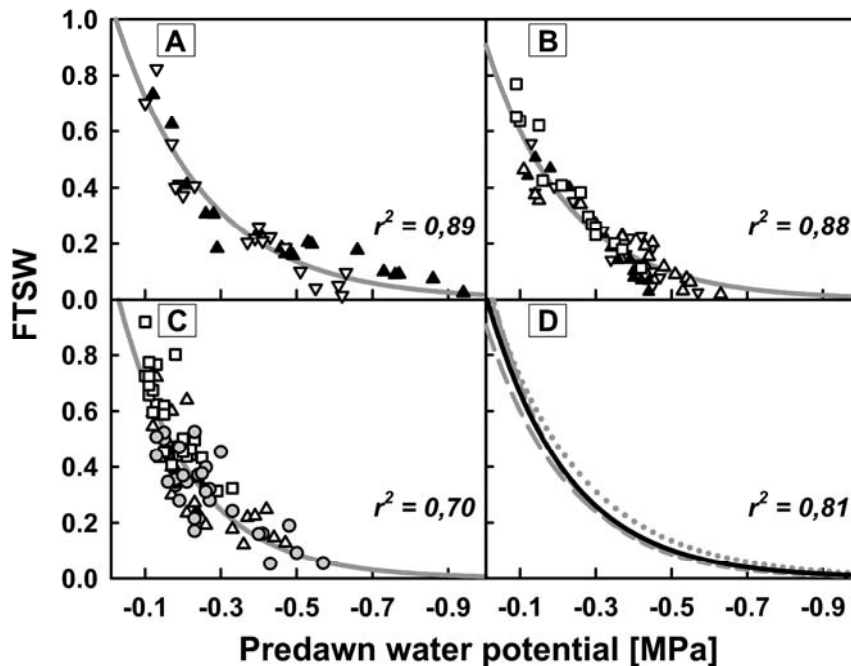 A
B
1.0
0.8
0.6
0.4
0.2
0.0
r² = 0,89
r² = 0,88
FTSW
C
D
0.8
0.6
0.4
0.2
0.0
r² = 0,70
r² = 0,81
-0.1 -0.3 -0.5 -0.7 -0.9
-0.1 -0.3 -0.5 -0.7 -0.9
Predawn water potential [MPa]